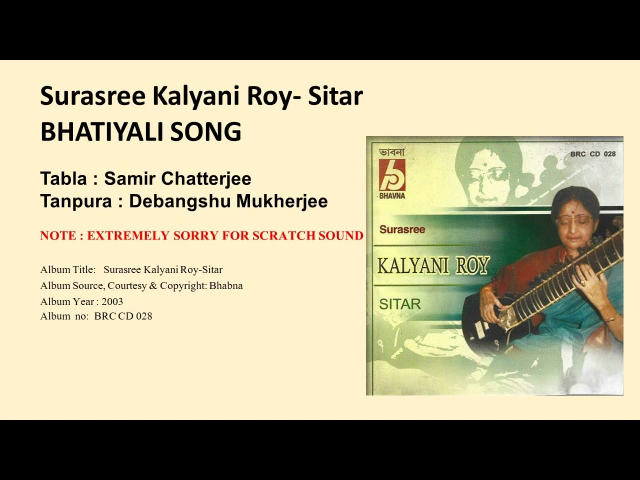 Surasree Kalyani Roy- Sitar
BHATIYALI SONG
Tabla : Samir Chatterjee
Tanpura : Debangshu Mukherjee
NOTE : EXTREMELY SORRY FOR SCRATCH SOUND
Album Title: Surasree Kalyani Roy-Sitar
Album Source, Courtesy & Copyright: Bhabna
Album Year : 2003
Album no: BRC CD 028
ভাবনা
BHAVNA
BRC CD 028
Surasree
KALYANI ROY
SITAR